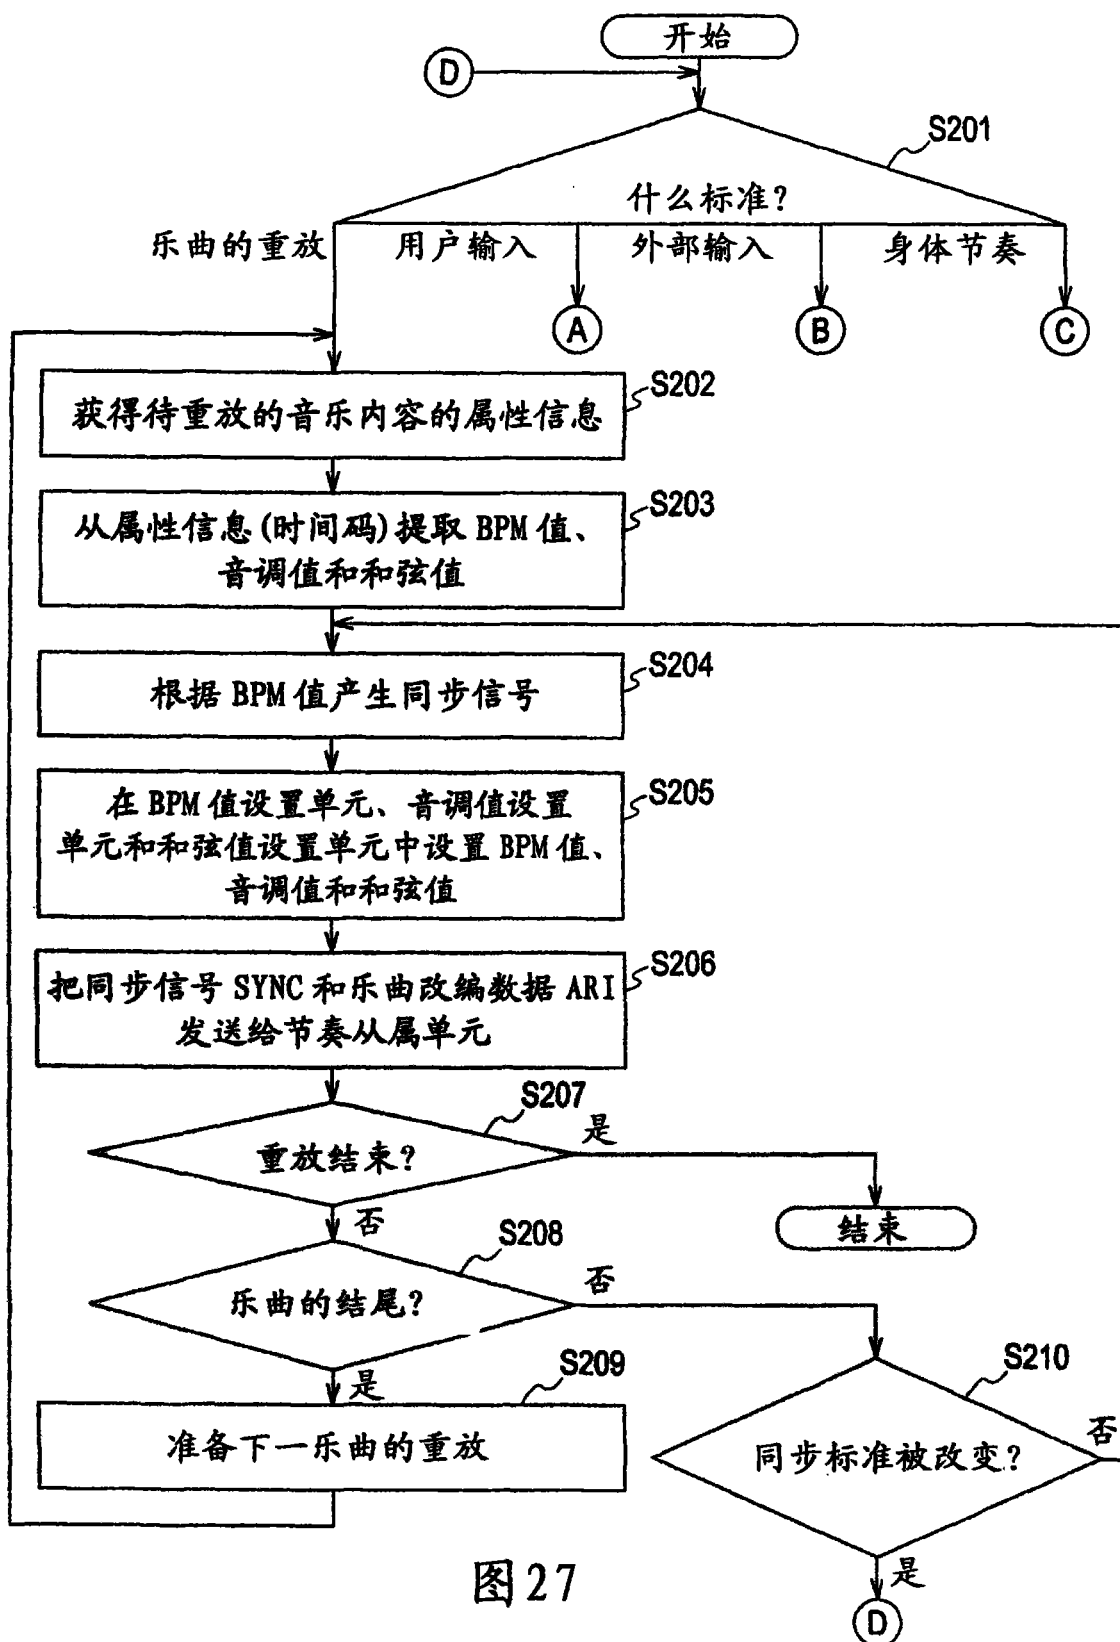 开始
D
S201
什么标准?
乐曲的重放
用户输入
外部输入
身体节奏
A
B
C
S202
获得待重放的音乐内容的属性信息
S203
从属性信息(时间码)提取 BPM 值、
音调值和和弦值
S204
根据 BPM 值产生同步信号
S205
在 BPM 值设置单元、音调值设置
单元和和弦值设置单元中设置 BPM 值、
音调值和和弦值
S206
把同步信号 SYNC 和乐曲改编数据 ARI
发送给节奏从属单元
S207
重放结束?
是
结束
否
S208
乐曲的结尾?
否
是
S209
准备下一乐曲的重放
S210
同步标准被改变?
否
是
D
图27